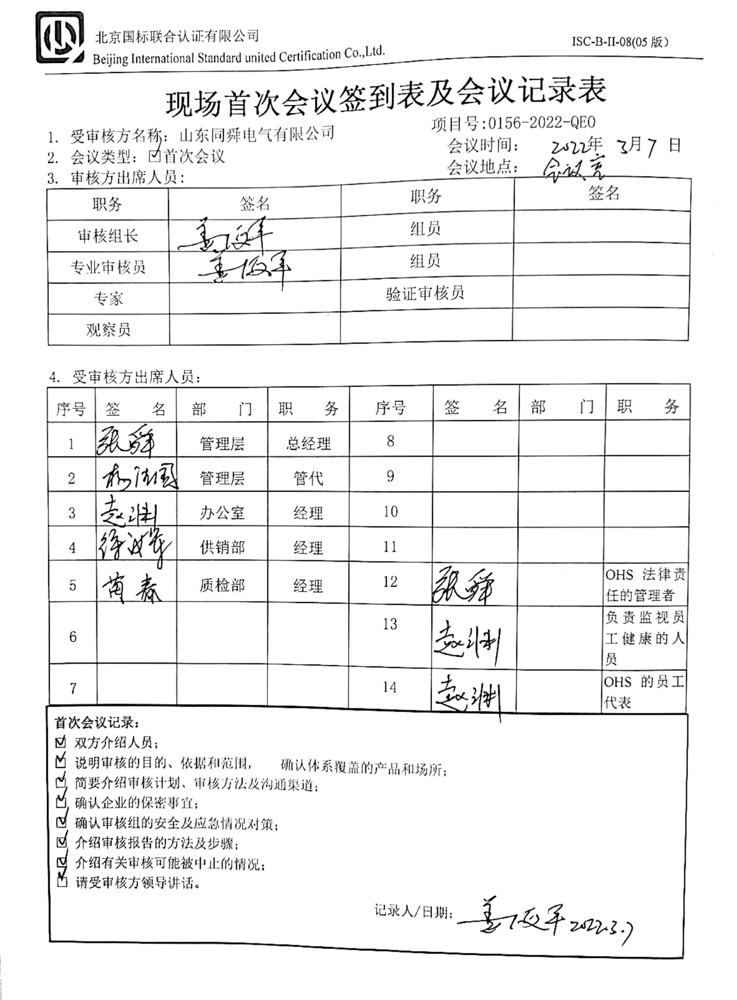 北京国标联合认证有限公司
ISC-B-II-08(05 版)
Beijing International Standard united Certification Co.,Ltd.
现场首次会议签到表及会议记录表
项目号:0156-2022-QEO
1. 受审核方名称：山东同舜电气有限公司
会议时间： 2022年 3月7日
2. 会议类型：☑首次会议
会议地点： 会议室
3. 审核方出席人员：
职务 签名 职务 签名
审核组长 组员
专业审核员 组员
专家 验证审核员
观察员
4. 受审核方出席人员：
序号 签 名 部 门 职 务 序号 签 名 部 门 职 务
1 张舜 管理层 总经理 8
2 管理层 管代 9
3 赵渊 办公室 经理 10
4 供销部 经理 11
5 苗春 质检部 经理 12 张舜 OHS 法律责
任的管理者
6 13 赵渊 负责监视员
工健康的人
员
7 14 赵渊 OHS 的员工
代表
首次会议记录：
☑ 双方介绍人员；
☑ 说明审核的目的、依据和范围， 确认体系覆盖的产品和场所；
☑ 简要介绍审核计划、审核方法及沟通渠道；
☑ 确认企业的保密事宜；
☑ 确认审核组的安全及应急情况对策；
☑ 介绍审核报告的方法及步骤；
☑ 介绍有关审核可能被中止的情况；
☑ 请受审核方领导讲话。
记录人/日期： 2022.3.7